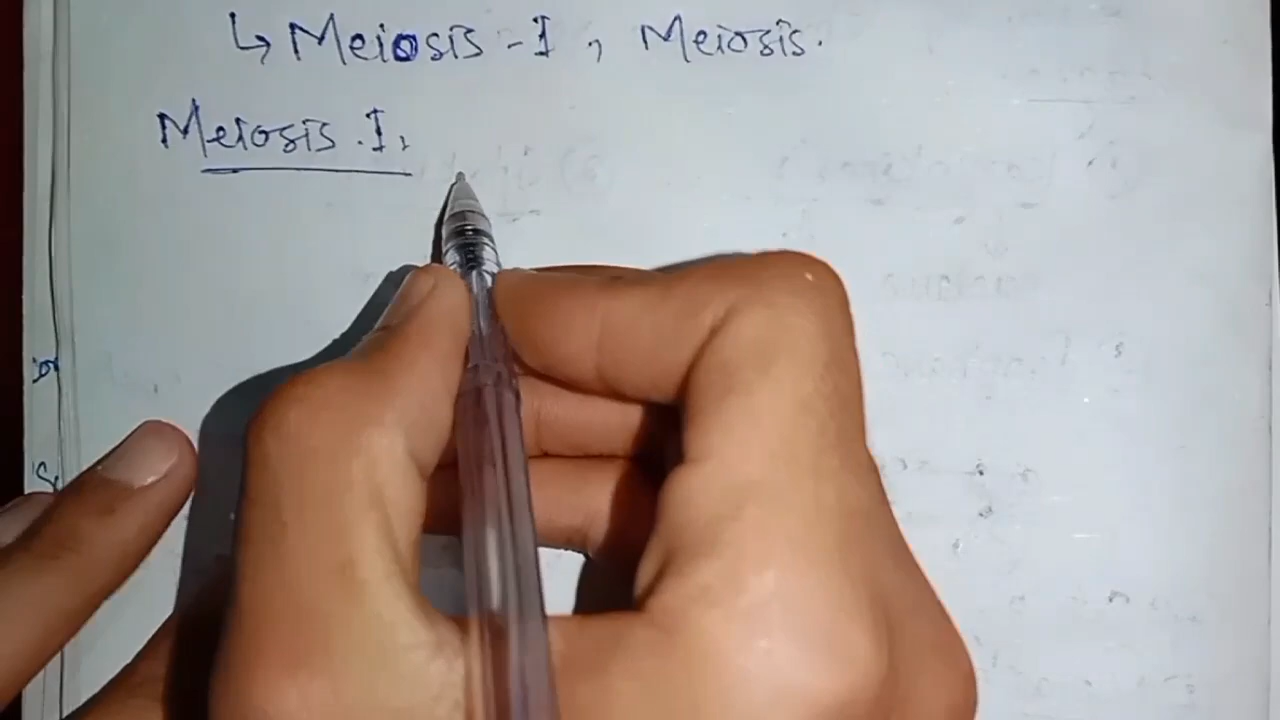 ↳ Meiosis - I , Meiosis.
Meiosis . I,